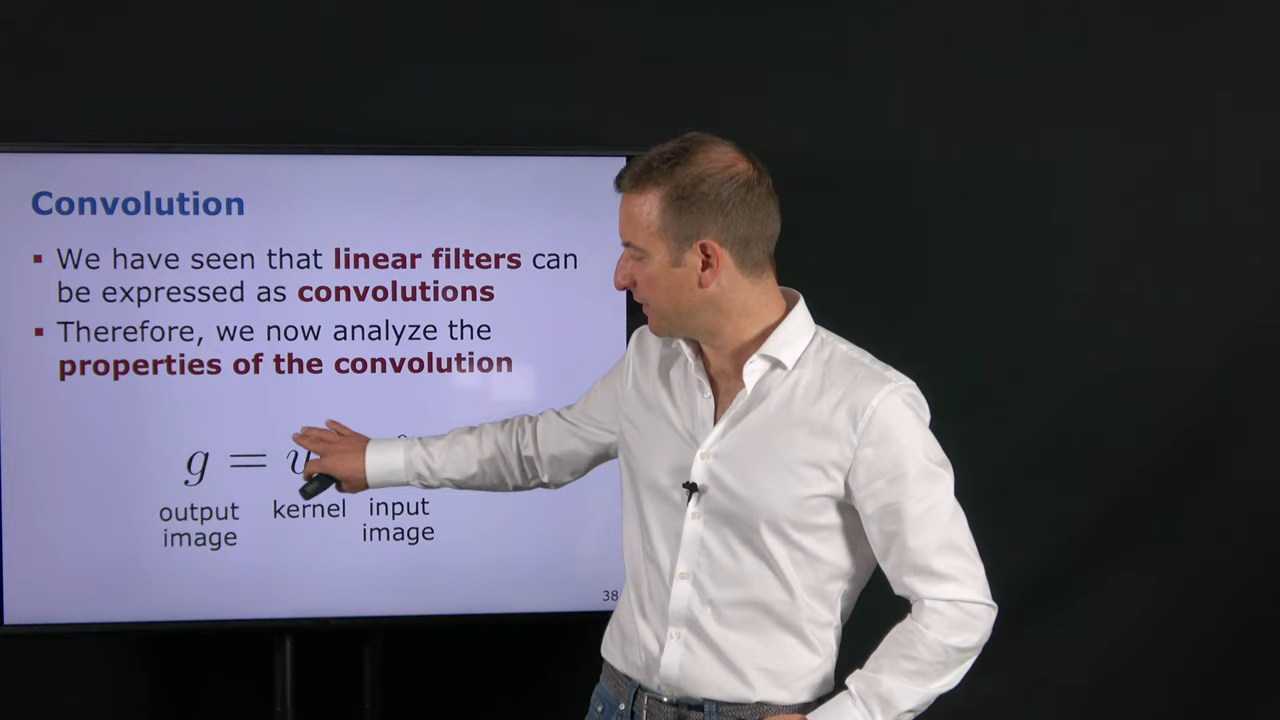 Convolution
▪ We have seen that linear filters can
be expressed as convolutions
▪ Therefore, we now analyze the
properties of the convolution
g =
output kernel input
image image
38